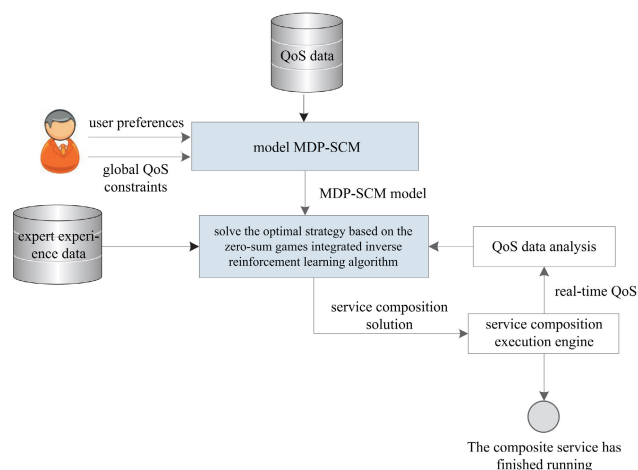 QoS data
user preferences
model MDP-SCM
global QoS
constraints
MDP-SCM model
expert experi-
ence data
solve the optimal strategy based on the
zero-sum games integrated inverse
reinforcement learning algorithm
QoS data analysis
real-time QoS
service composition
solution
service composition
execution engine
The composite service has
finished running